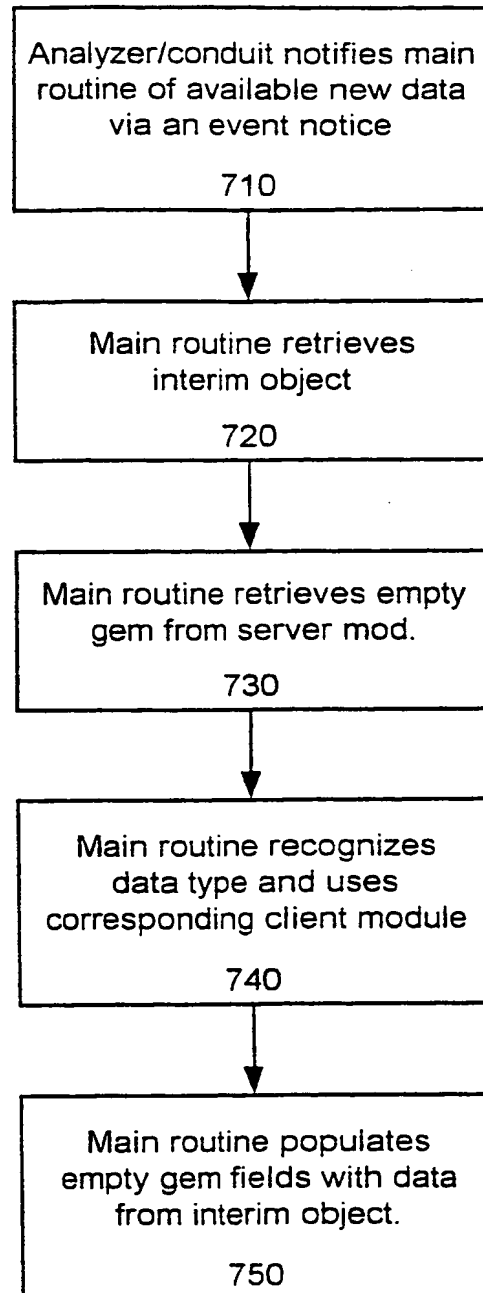 Analyzer/conduit notifies main
routine of available new data
via an event notice
710
Main routine retrieves
interim object
720
Main routine retrieves empty
gem from server mod.
730
Main routine recognizes
data type and uses
corresponding client module
740
Main routine populates
empty gem fields with data
from interim object.
750